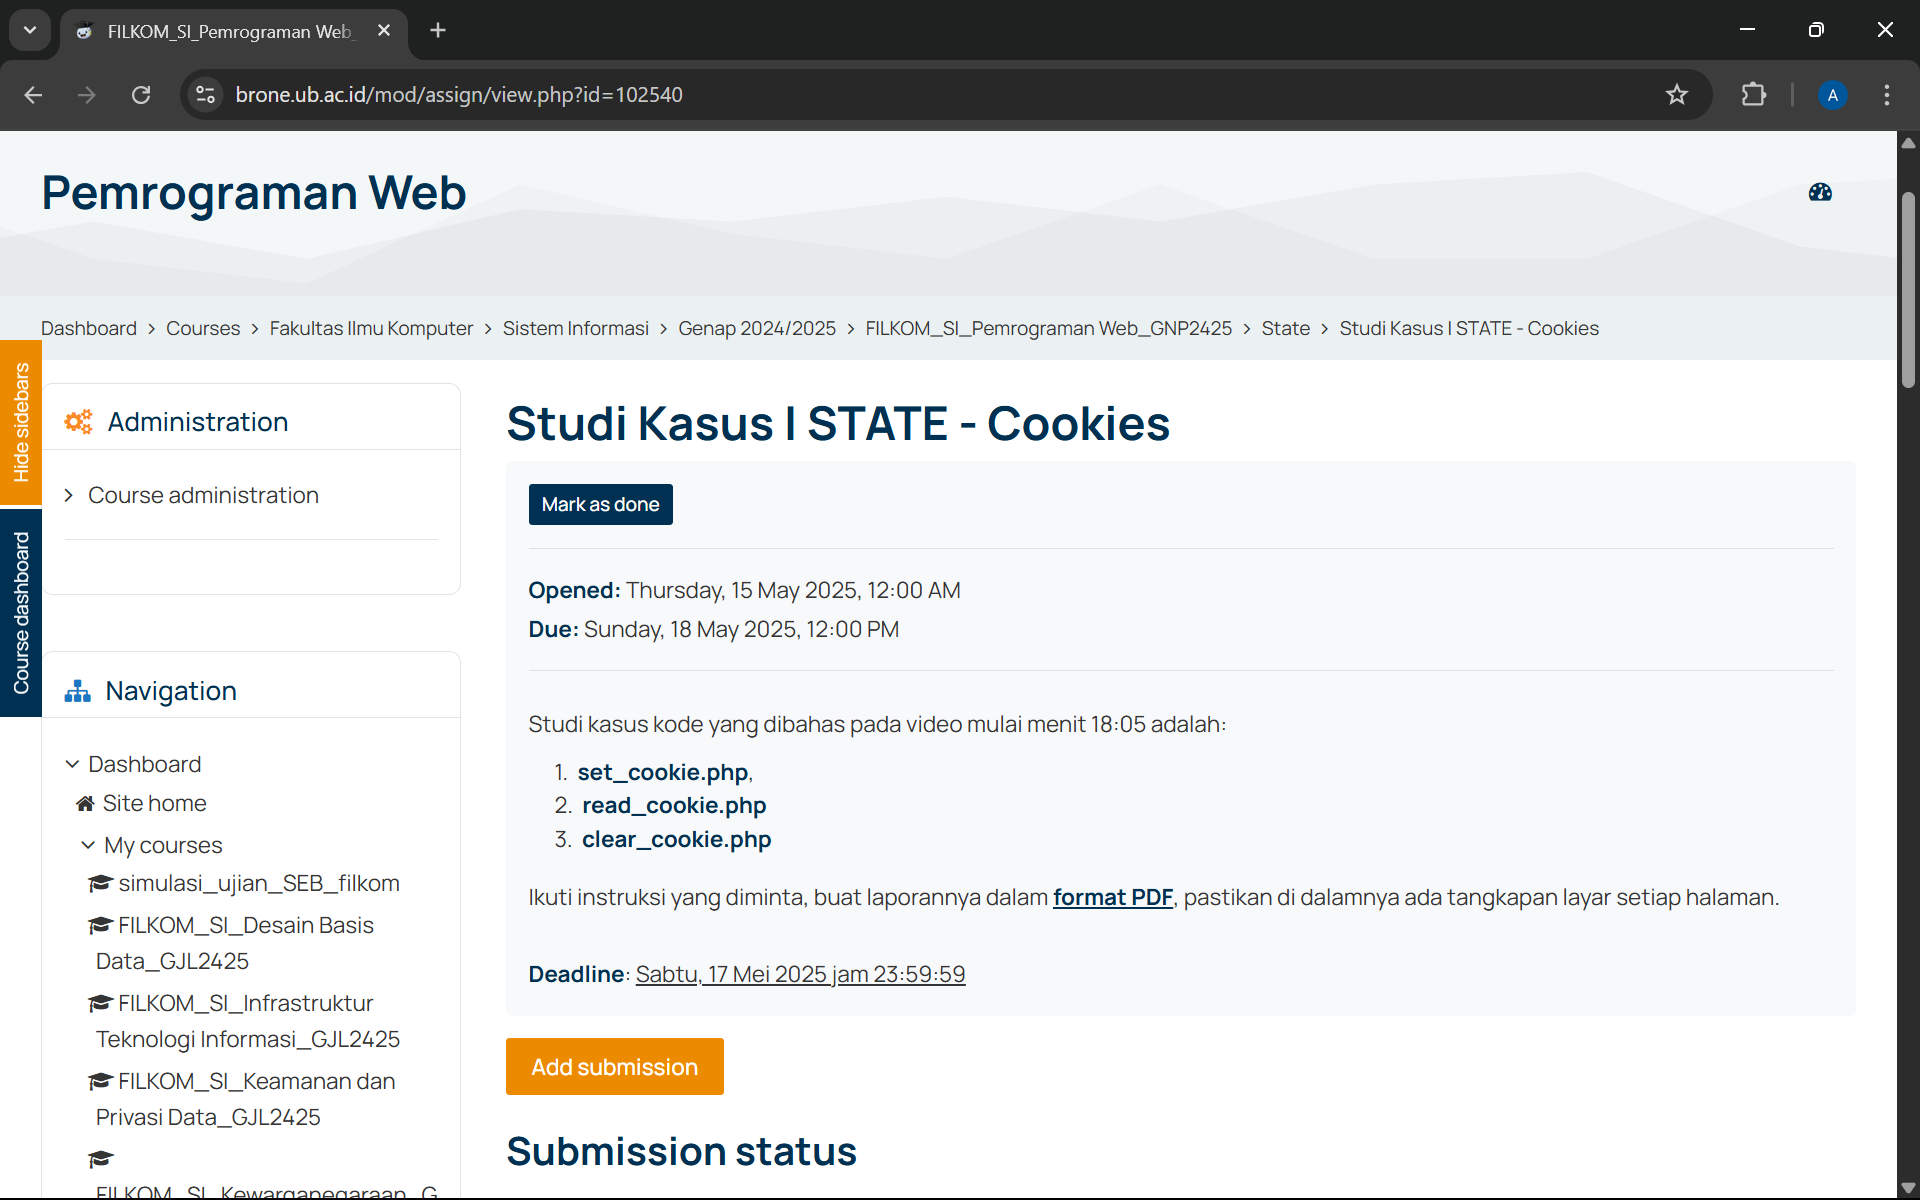 FILKOM_SI_Pemrograman Web_
brone.ub.ac.id/mod/assign/view.php?id=102540
A
Pemrograman Web
Dashboard > Courses > Fakultas Ilmu Komputer > Sistem Informasi > Genap 2024/2025 > FILKOM_SI_Pemrograman Web_GNP2425 > State > Studi Kasus | STATE - Cookies
Hide sidebars
Course dashboard
Administration
Course administration
Navigation
Dashboard
Site home
My courses
simulasi_ujian_SEB_filkom
FILKOM_SI_Desain Basis
Data_GJL2425
FILKOM_SI_Infrastruktur
Teknologi Informasi_GJL2425
FILKOM_SI_Keamanan dan
Privasi Data_GJL2425
FILKOM_SI_Kewarganegaraan_G
Studi Kasus | STATE - Cookies
Mark as done
Opened: Thursday, 15 May 2025, 12:00 AM
Due: Sunday, 18 May 2025, 12:00 PM
Studi kasus kode yang dibahas pada video mulai menit 18:05 adalah:
1. set_cookie.php,
2. read_cookie.php
3. clear_cookie.php
Ikuti instruksi yang diminta, buat laporannya dalam format PDF, pastikan di dalamnya ada tangkapan layar setiap halaman.
Deadline: Sabtu, 17 Mei 2025 jam 23:59:59
Add submission
Submission status